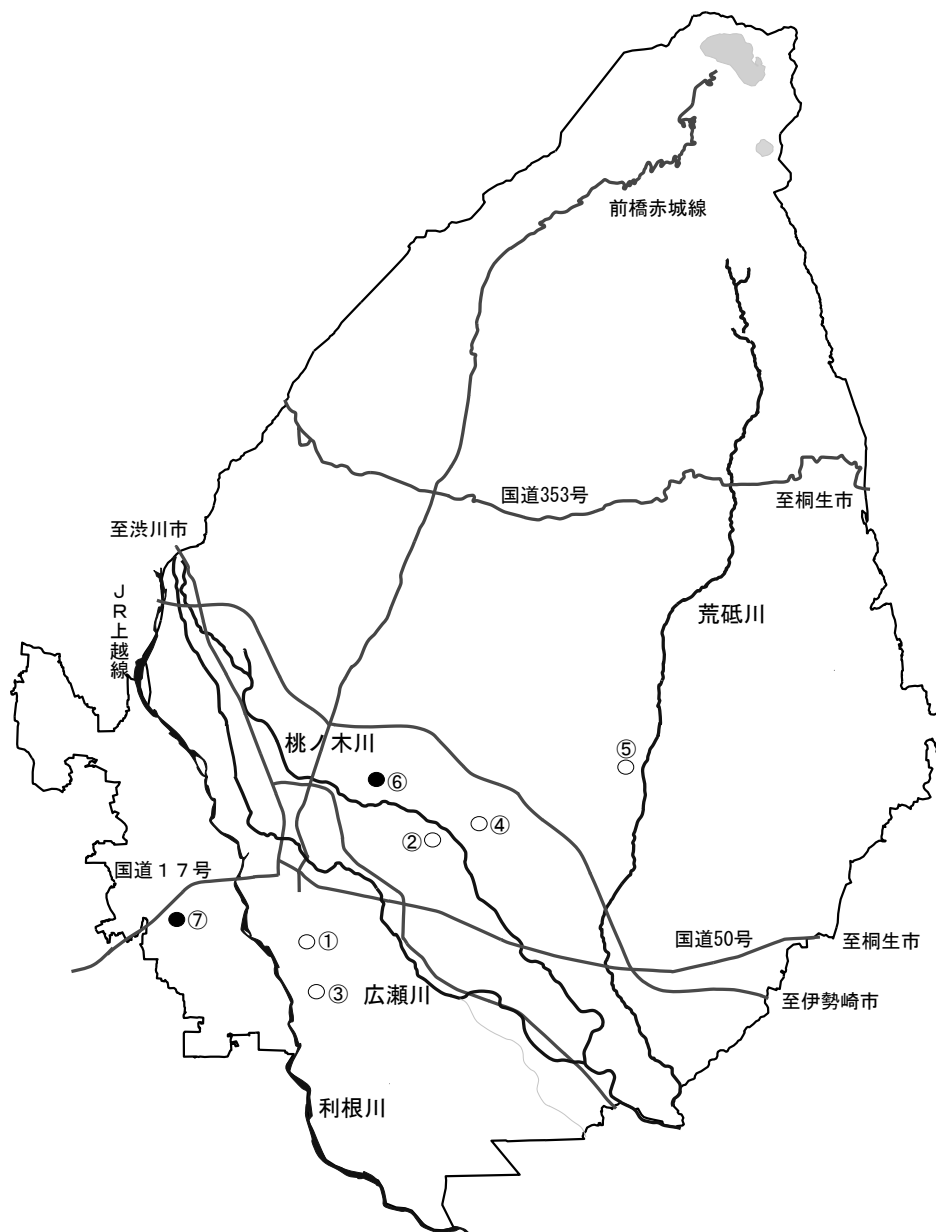 前橋赤城線
国道353号
至桐生市
至渋川市
JR上越線
荒砥川
桃ノ木川
⑤
⑥
④
②
国道17号
⑦
①
国道50号
至桐生市
③
広瀬川
至伊勢崎市
利根川